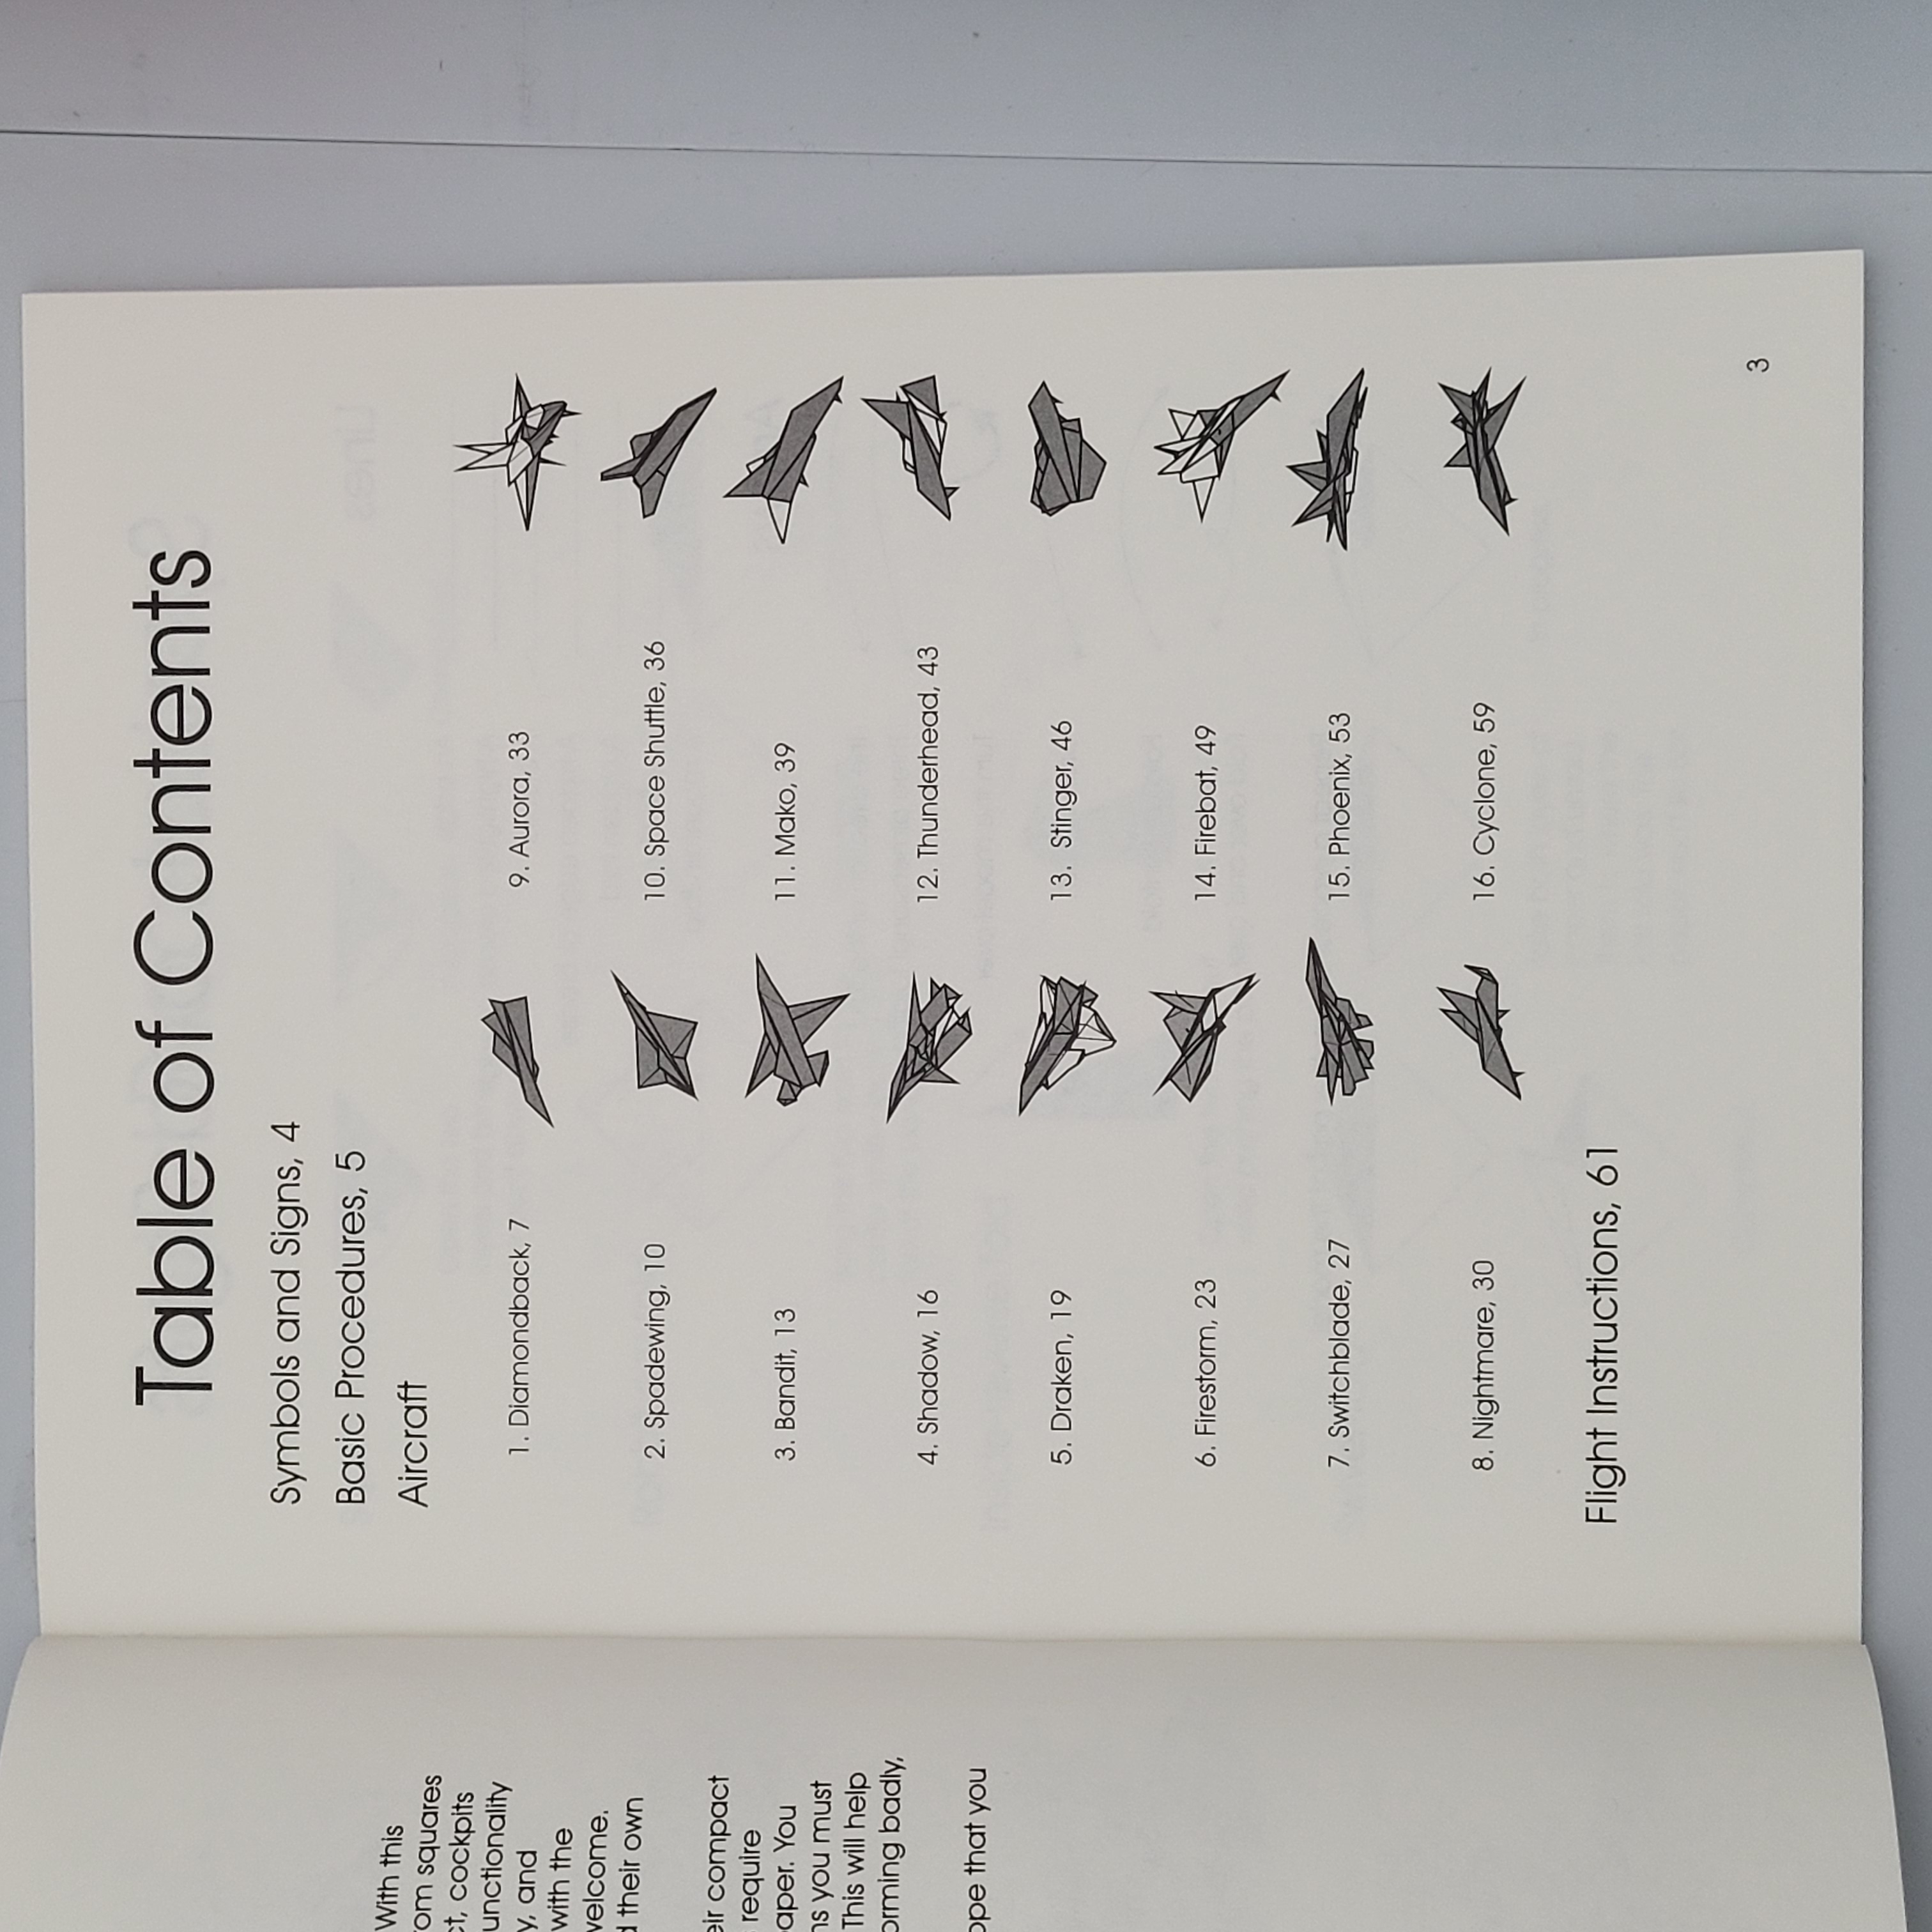 With this
om squares
t, cockpits
unctionality
y, and
with the
welcome.
d their own
eir compact
require
aper. You
ns you must
This will help
orming badly,
ope that you
Table of Contents
Symbols and Signs, 4
Basic Procedures, 5
Aircraft
1. Diamondback, 7
2. Spadewing, 10
3. Bandit, 13
4. Shadow, 16
5. Draken, 19
6. Firestorm, 23
7. Switchblade, 27
8. Nightmare, 30
9. Aurora, 33
10. Space Shuttle, 36
11. Mako, 39
12. Thunderhead, 43
13. Stinger, 46
14. Firebat, 49
15. Phoenix, 53
16. Cyclone, 59
Flight Instructions, 61
3